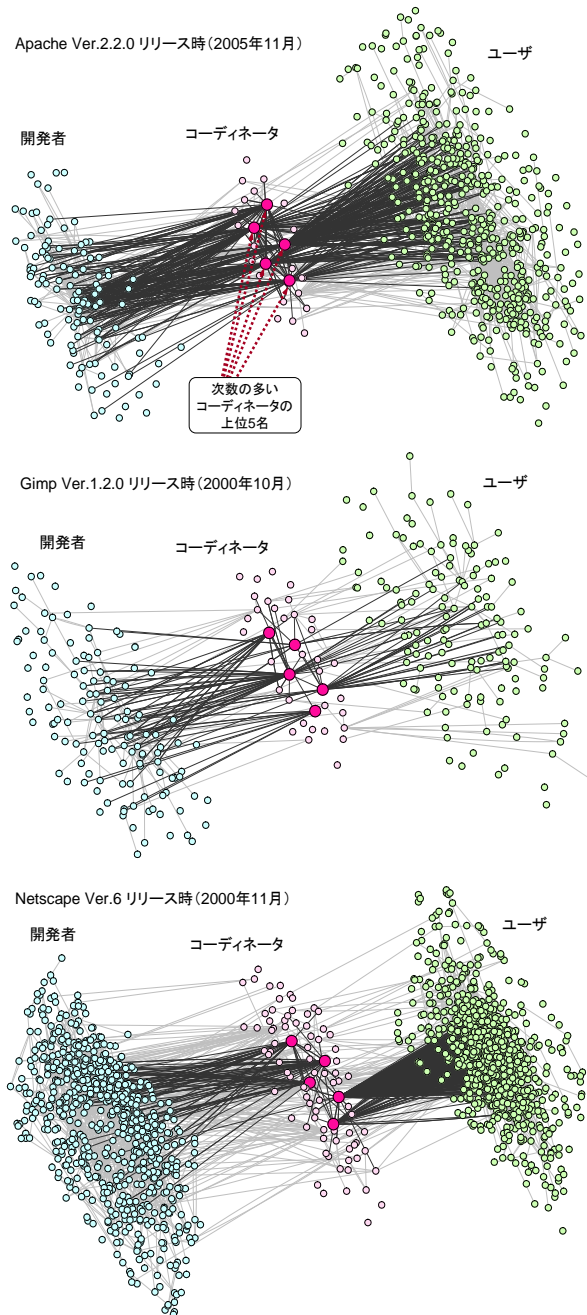 Apache Ver.2.2.0 リリース時(2005年11月)
ユーザ
コーディネータ
開発者
次数の多い
コーディネータの
上位5名
Gimp Ver.1.2.0 リリース時(2000年10月)
ユーザ
開発者
コーディネータ
Netscape Ver.6 リリース時(2000年11月)
開発者
コーディネータ
ユーザ